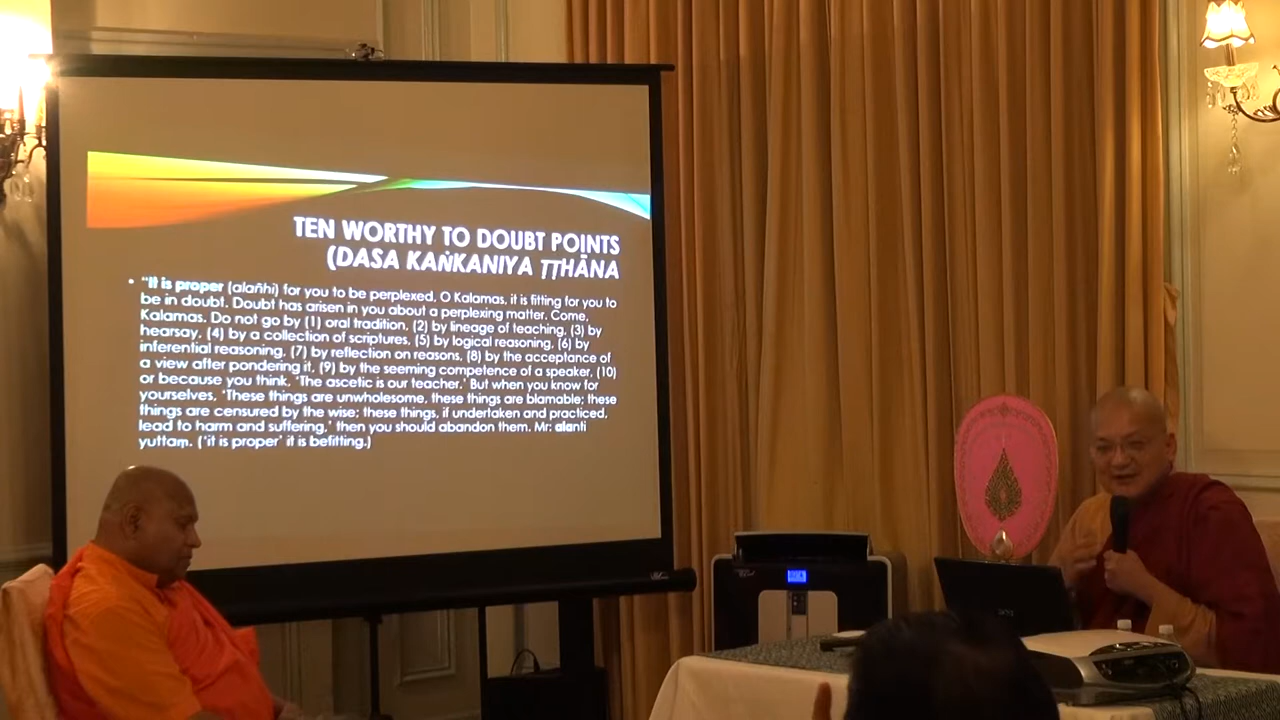 TEN WORTHY TO DOUBT POINTS
(DASA KAṄKANIYA ṬṬHĀNA
• “It is proper (alañhi) for you to be perplexed, O Kalamas, it is fitting for you to
be in doubt. Doubt has arisen in you about a perplexing matter. Come,
Kalamas. Do not go by (1) oral tradition, (2) by lineage of teaching, (3) by
hearsay, (4) by a collection of scriptures, (5) by logical reasoning, (6) by
inferential reasoning, (7) by reflection on reasons, (8) by the acceptance of
a view after pondering it, (9) by the seeming competence of a speaker, (10)
or because you think, ‘The ascetic is our teacher.’ But when you know for
yourselves, ‘These things are unwholesome, these things are blamable; these
things are censured by the wise; these things, if undertaken and practiced,
lead to harm and suffering,’ then you should abandon them. Mr: alanti
yuttaṃ. (‘it is proper’ it is befitting.)